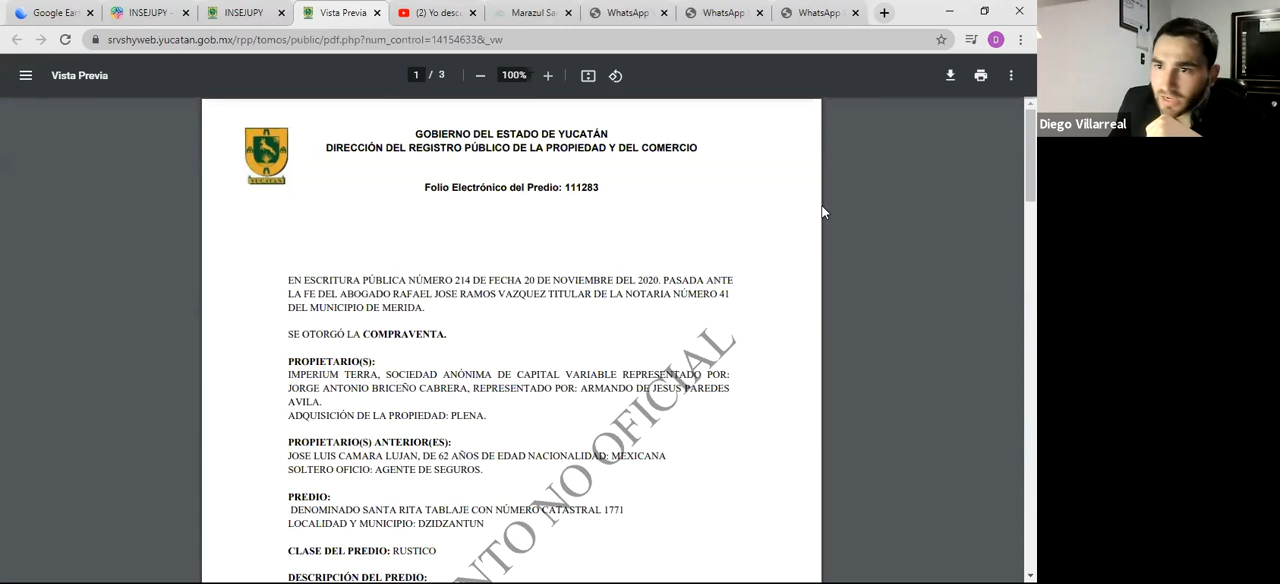 Google Ear
INSEJUPY -
INSEJUPY
Vista Previa
(2) Yo desc
Marazul Sa
WhatsApp
WhatsApp
WhatsApp
srvshyweb.yucatan.gob.mx/rpp/tomos/public/pdf.php?num_control=14154633&_vw
D
Vista Previa
1 / 3
100%
Diego Villarreal
YUCATAN
GOBIERNO DEL ESTADO DE YUCATÁN
DIRECCIÓN DEL REGISTRO PÚBLICO DE LA PROPIEDAD Y DEL COMERCIO
Folio Electrónico del Predio: 111283
EN ESCRITURA PÚBLICA NÚMERO 214 DE FECHA 20 DE NOVIEMBRE DEL 2020. PASADA ANTE
LA FE DEL ABOGADO RAFAEL JOSE RAMOS VAZQUEZ TITULAR DE LA NOTARIA NÚMERO 41
DEL MUNICIPIO DE MERIDA.
SE OTORGÓ LA COMPRAVENTA.
PROPIETARIO(S):
IMPERIUM TERRA, SOCIEDAD ANÓNIMA DE CAPITAL VARIABLE REPRESENTADO POR:
JORGE ANTONIO BRICEÑO CABRERA, REPRESENTADO POR: ARMANDO DE JESUS PAREDES
AVILA.
ADQUISICIÓN DE LA PROPIEDAD: PLENA.
PROPIETARIO(S) ANTERIOR(ES):
JOSE LUIS CAMARA LUJAN, DE 62 AÑOS DE EDAD NACIONALIDAD: MEXICANA
SOLTERO OFICIO: AGENTE DE SEGUROS.
PREDIO:
DENOMINADO SANTA RITA TABLAJE CON NÚMERO CATASTRAL 1771
LOCALIDAD Y MUNICIPIO: DZIDZANTUN
CLASE DEL PREDIO: RUSTICO
DESCRIPCIÓN DEL PREDIO:
ENTO NO OFICIAL